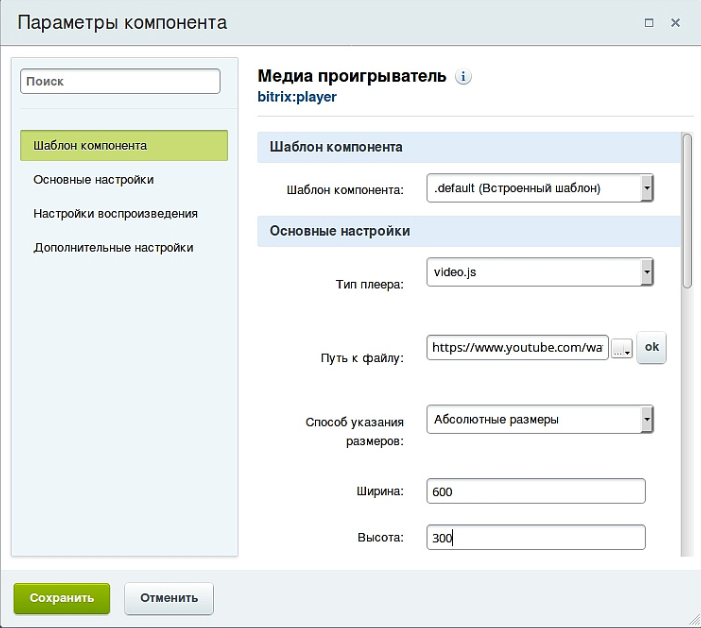 Параметры компонента
Поиск
Шаблон компонента
Основные настройки
Настройки воспроизведения
Дополнительные настройки
Медиа проигрыватель
bitrix:player
Шаблон компонента
Шаблон компонента: .default (Встроенный шаблон)
Основные настройки
Тип плеера: video.js
Путь к файлу: https://www.youtube.com/wa ... ok
Способ указания Абсолютные размеры
размеров:
Ширина: 600
Высота: 300
Сохранить Отменить